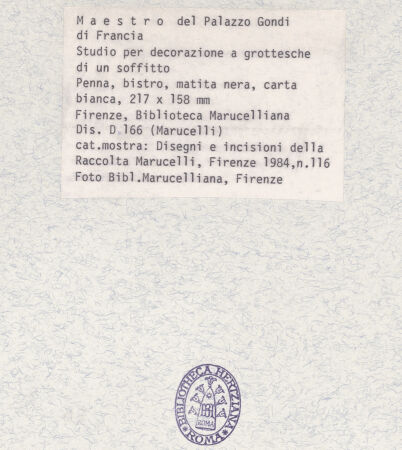 M a e s t r o  del Palazzo Gondi
di Francia
Studio per decorazione a grottesche
di un soffitto
Penna, bistro, matita nera, carta
bianca, 217 x 158 mm
Firenze, Biblioteca Marucelliana
Dis. D 166 (Marucelli)
cat.mostra: Disegni e incisioni della
Raccolta Marucelli, Firenze 1984,n.116
Foto Bibl.Marucelliana, Firenze
BIBLIOTHECA HERTZIANA
ROMA
ROMA